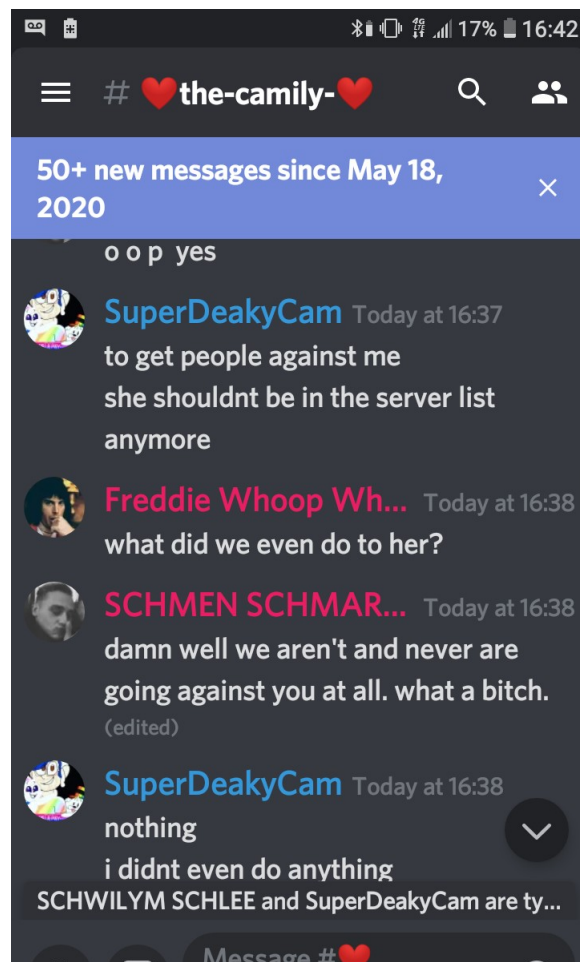 4G
LTE
17% 16:42
# ❤️the-camily-❤️
50+ new messages since May 18,
2020
o o p yes
SuperDeakyCam Today at 16:37
to get people against me
she shouldnt be in the server list
anymore
Freddie Whoop Wh... Today at 16:38
what did we even do to her?
SCHMEN SCHMAR... Today at 16:38
damn well we aren't and never are
going against you at all. what a bitch.
(edited)
SuperDeakyCam Today at 16:38
nothing
i didnt even do anything
SCHWILYM SCHLEE and SuperDeakyCam are ty...
Message #❤️